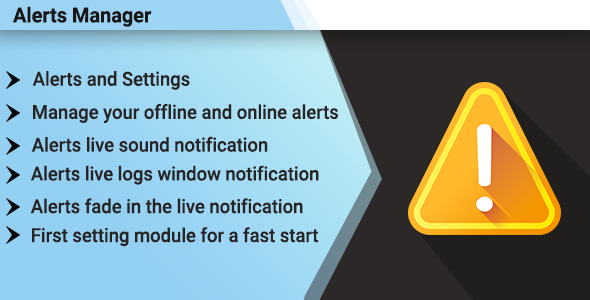 Alerts Manager
Alerts and Settings
Manage your offline and online alerts
Alerts live sound notification
Alerts live logs window notification
Alerts fade in the live notification
First setting module for a fast start